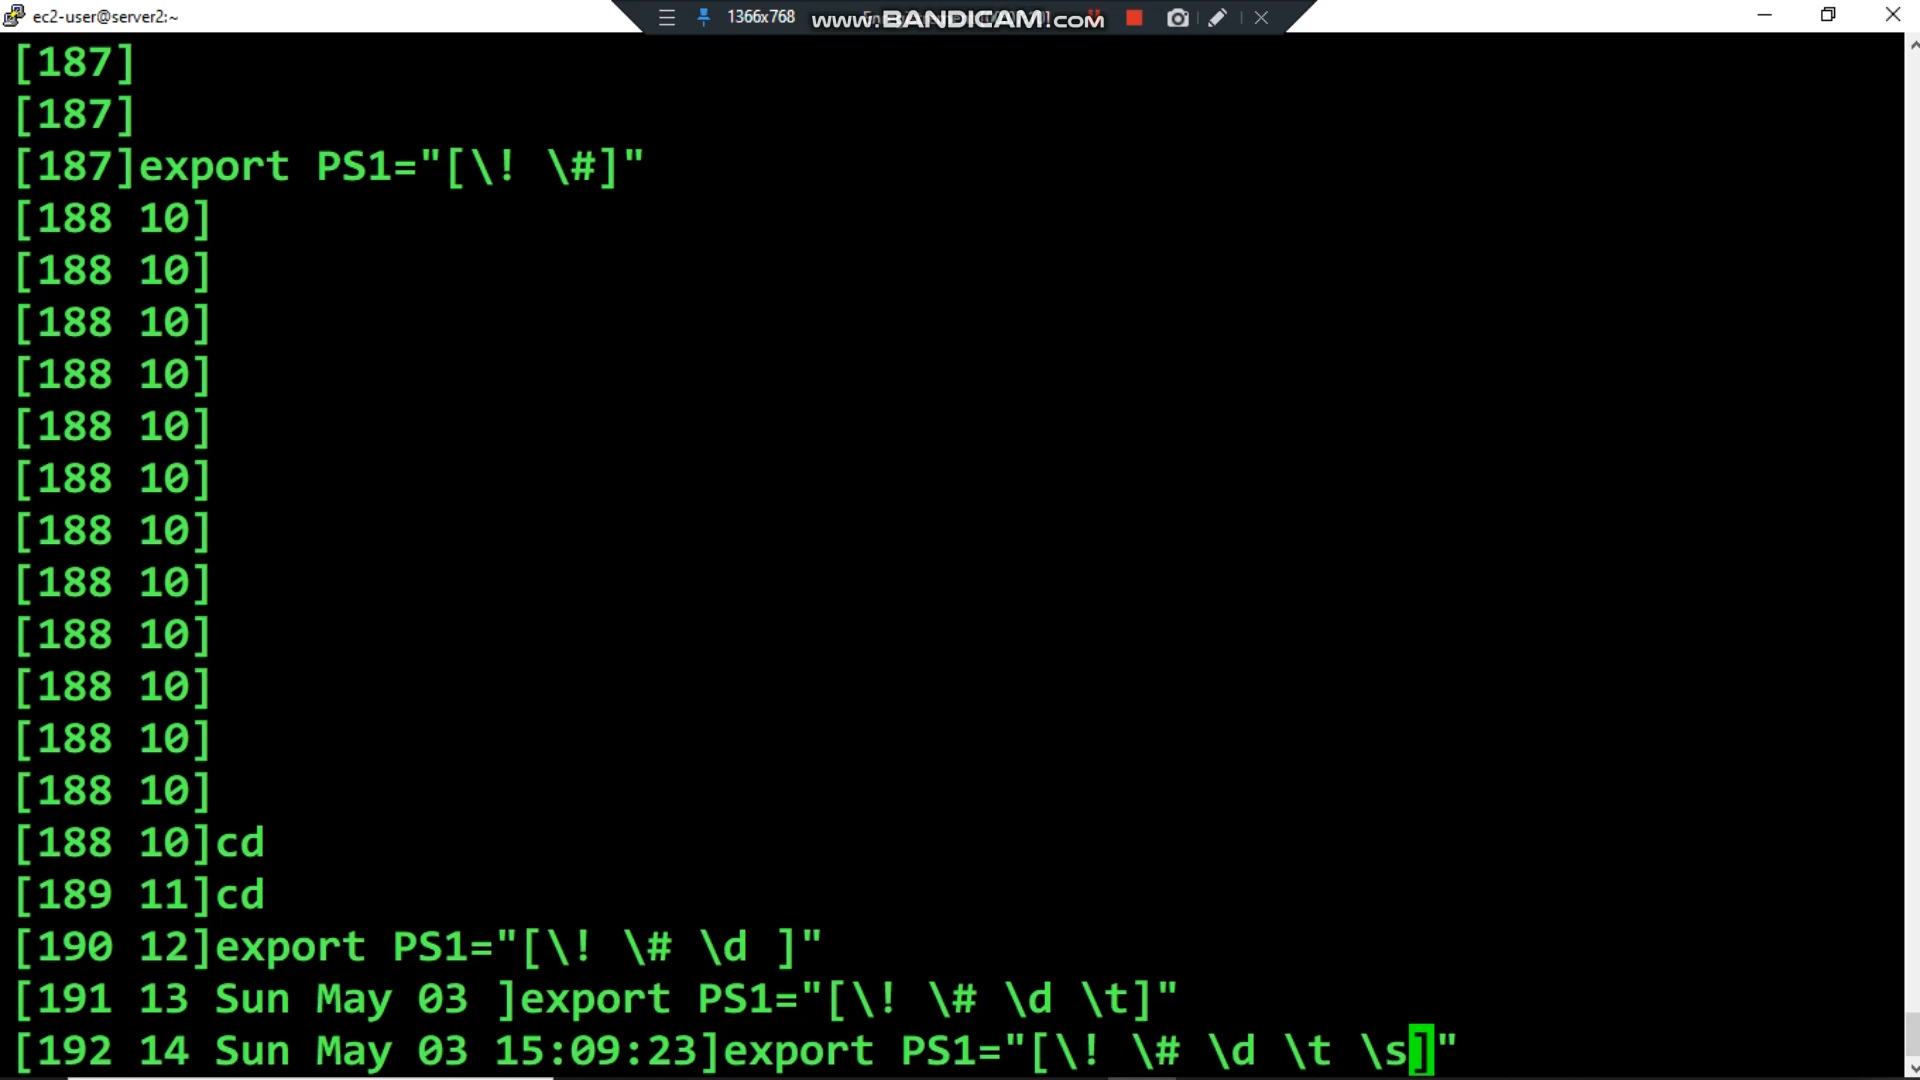 ec2-user@server2:~
1366x768
www.BANDICAM.com
[187]
[187]
[187]export PS1="[\! \#]"
[188 10]
[188 10]
[188 10]
[188 10]
[188 10]
[188 10]
[188 10]
[188 10]
[188 10]
[188 10]
[188 10]
[188 10]
[188 10]cd
[189 11]cd
[190 12]export PS1="[\! \# \d ]"
[191 13 Sun May 03 ]export PS1="[\! \# \d \t]"
[192 14 Sun May 03 15:09:23]export PS1="[\! \# \d \t \s]"